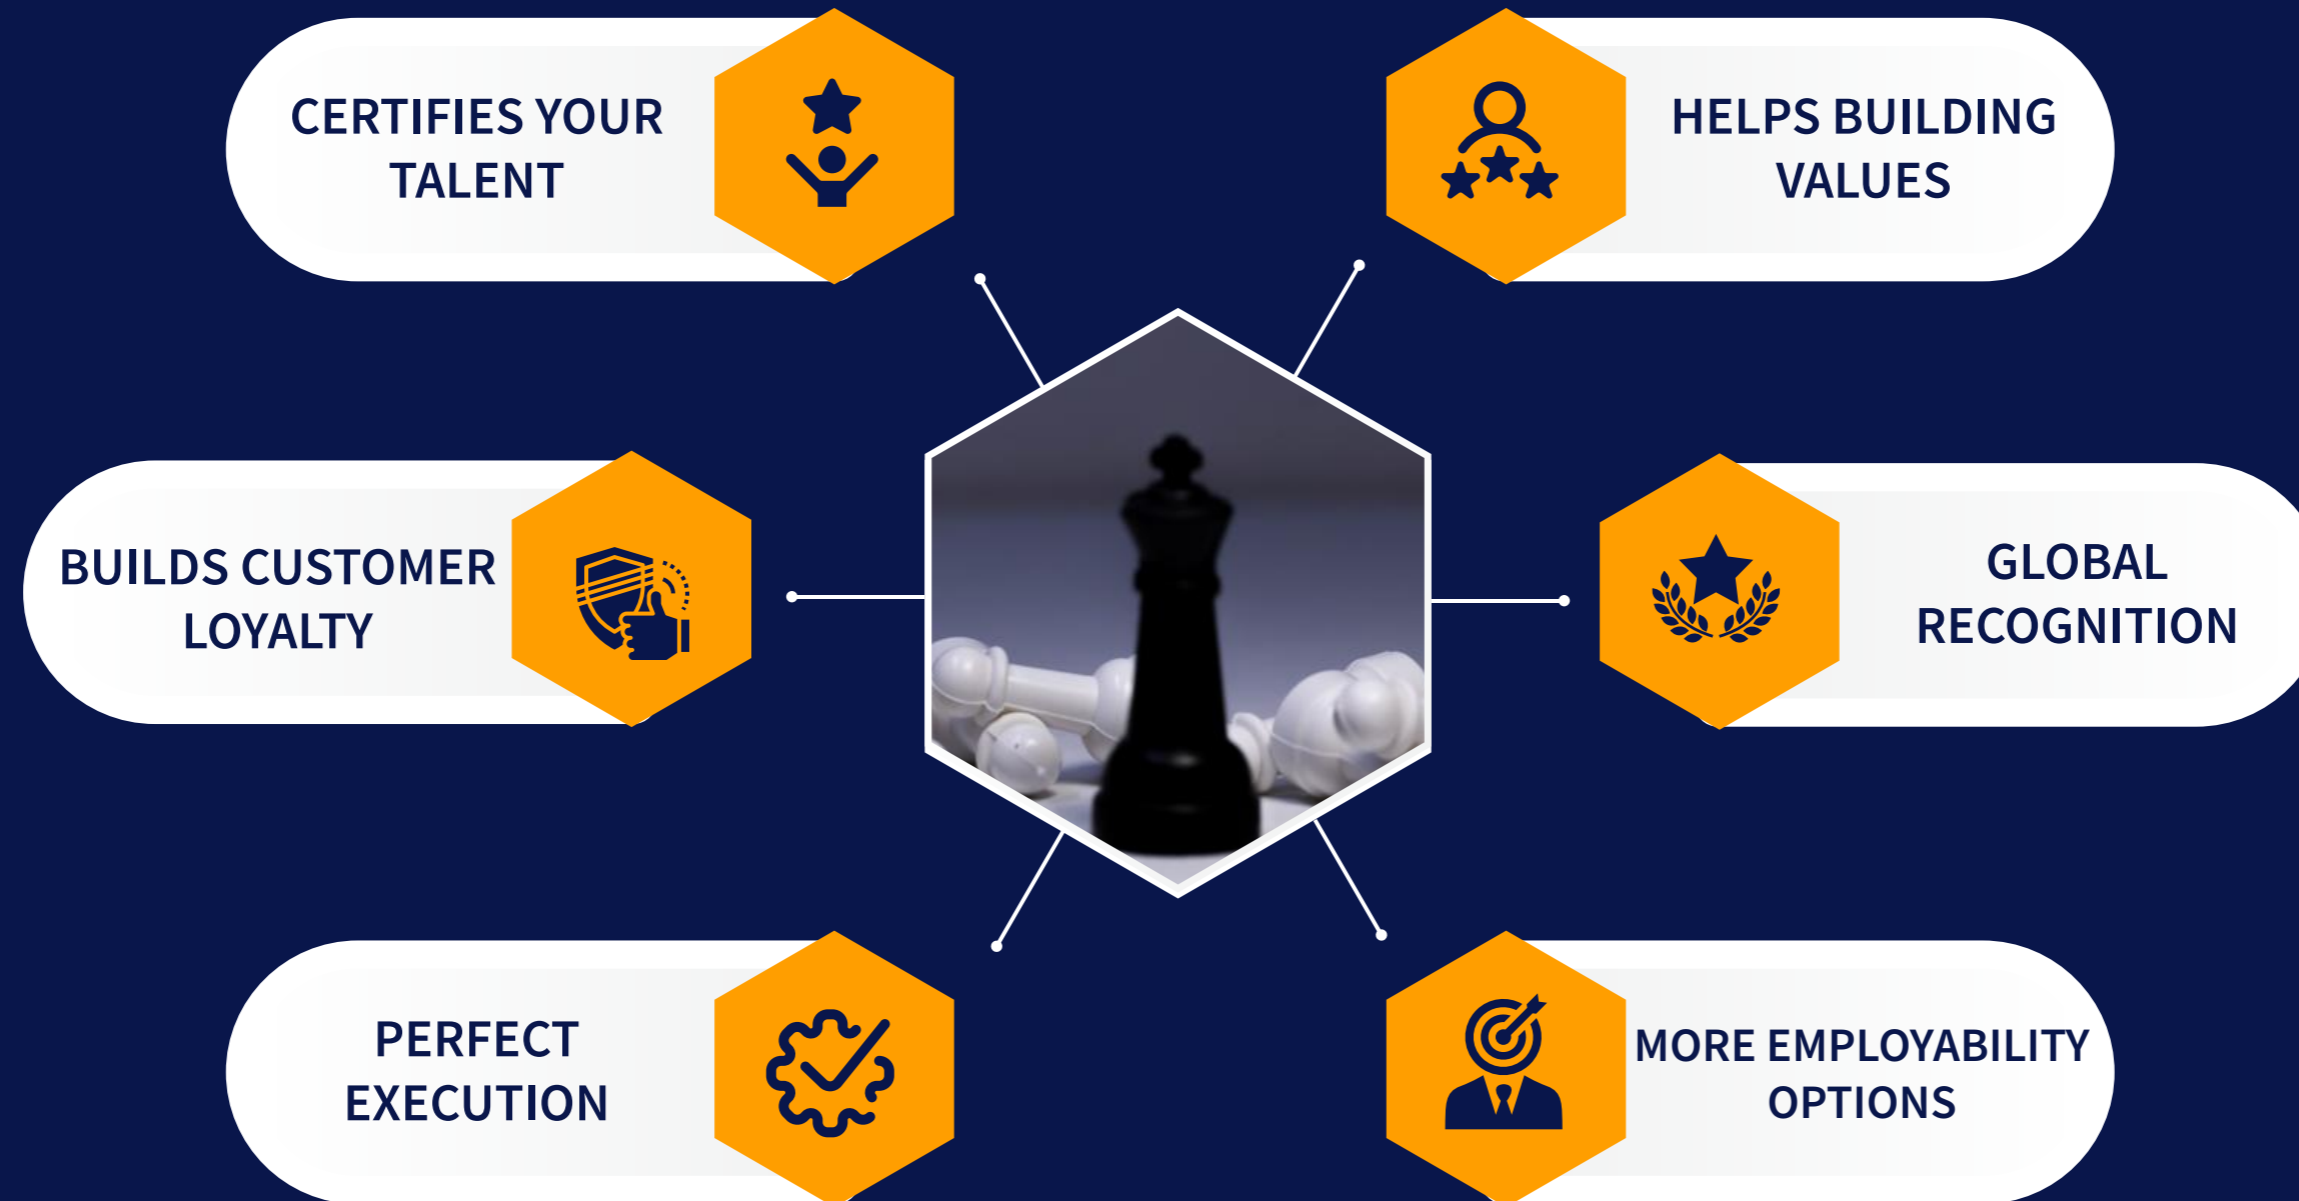 CERTIFIES YOUR
TALENT
HELPS BUILDING
VALUES
BUILDS CUSTOMER
LOYALTY
GLOBAL
RECOGNITION
PERFECT
EXECUTION
MORE EMPLOYABILITY
OPTIONS